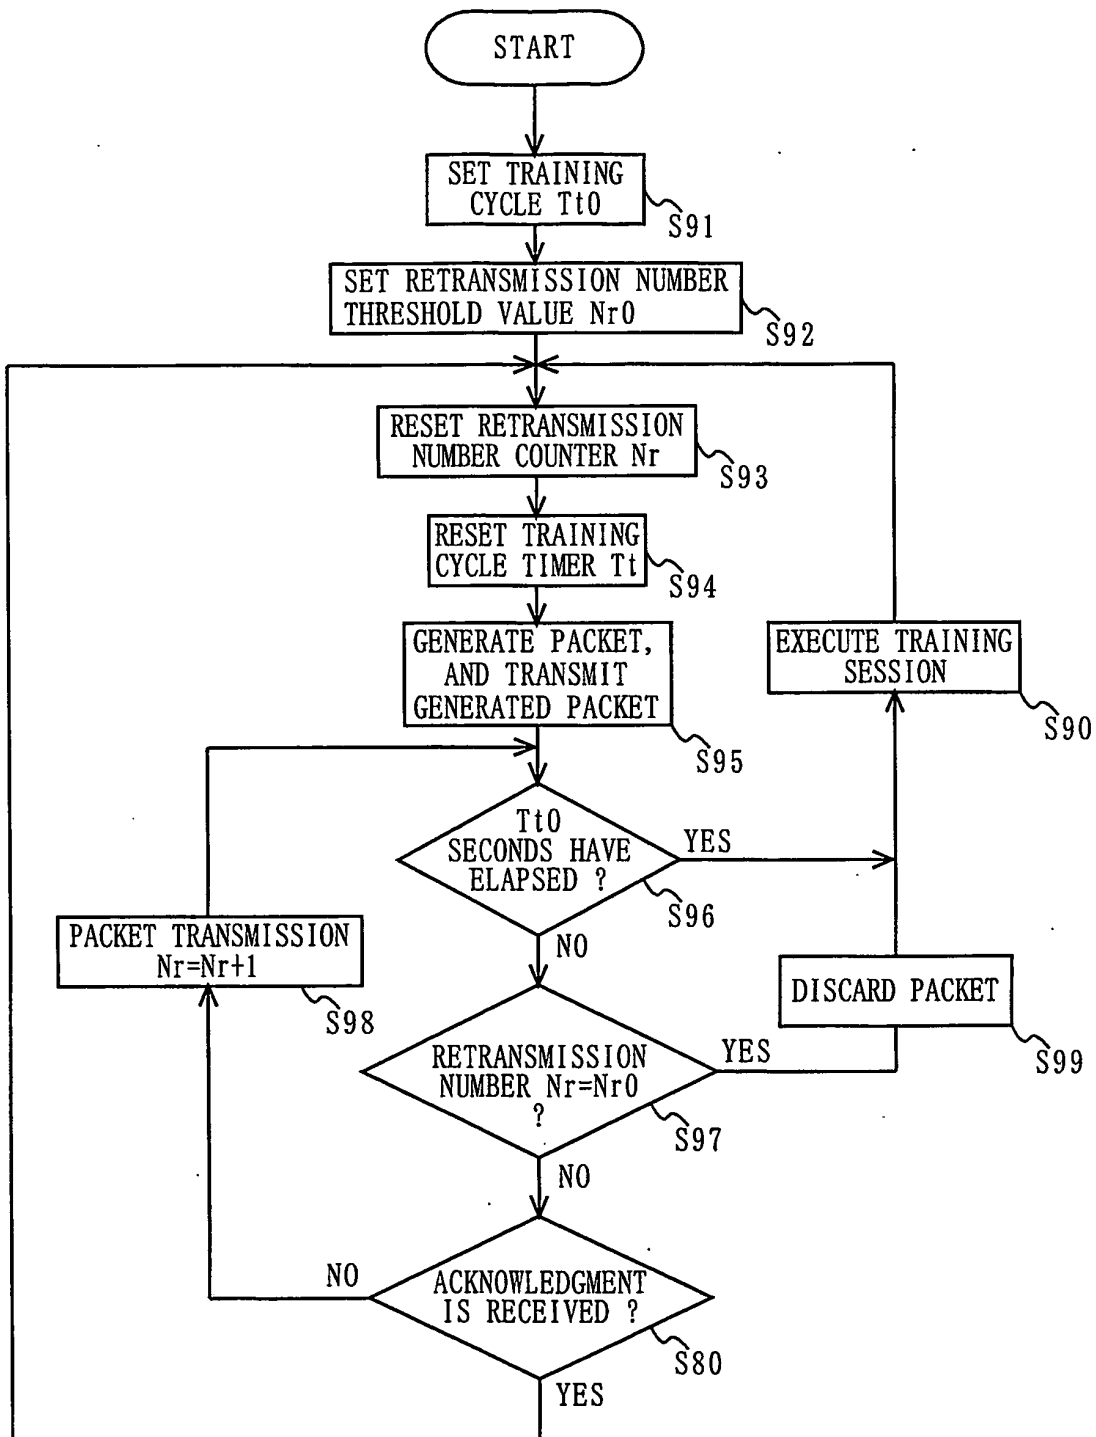 START
SET TRAINING
CYCLE Tt0
S91
SET RETRANSMISSION NUMBER
THRESHOLD VALUE Nr0
S92
RESET RETRANSMISSION
NUMBER COUNTER Nr
S93
RESET TRAINING
CYCLE TIMER Tt
S94
GENERATE PACKET,
AND TRANSMIT
GENERATED PACKET
S95
EXECUTE TRAINING
SESSION
S90
Tt0
SECONDS HAVE
ELAPSED ?
YES
S96
NO
PACKET TRANSMISSION
Nr=Nr+1
S98
DISCARD PACKET
S99
RETRANSMISSION
NUMBER Nr=Nr0
?
YES
S97
NO
ACKNOWLEDGMENT
IS RECEIVED ?
NO
S80
YES